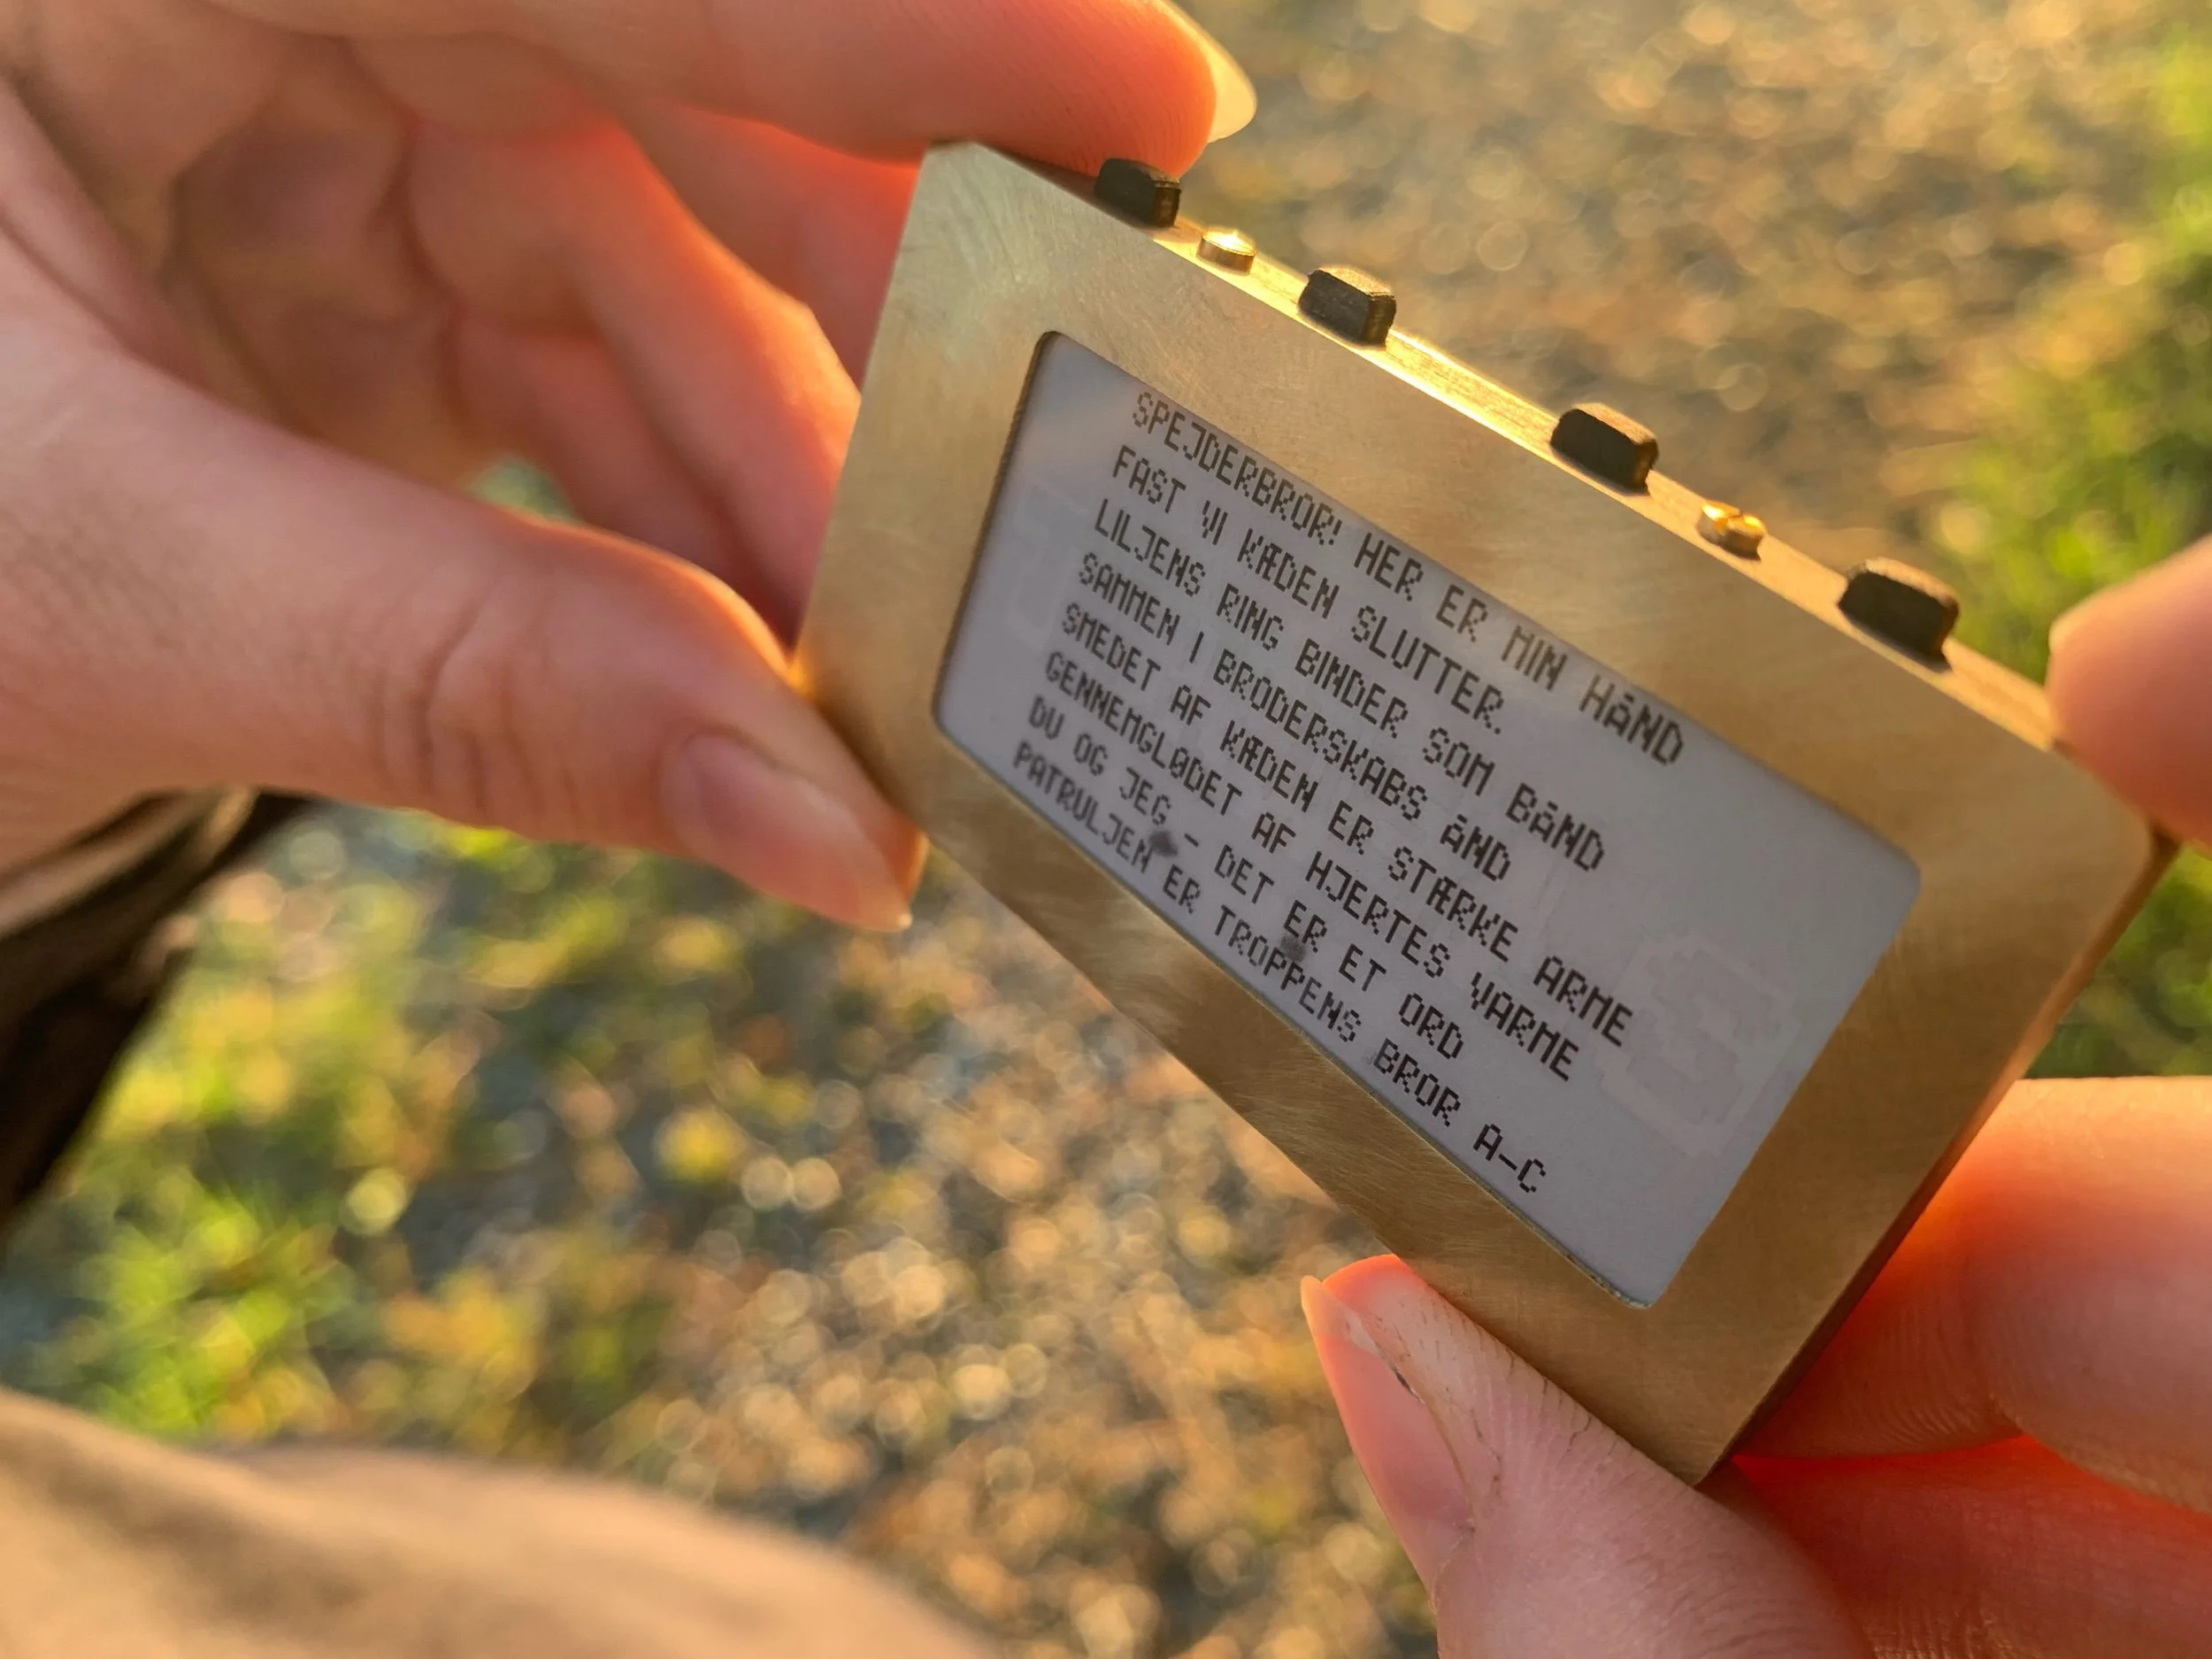 SPEJDERBROR! HER ER MIN HÅND
FAST VI KÆDEN SLUTTER.
LILJENS RING BINDER SOM BÅND
SAMMEN I BRODERSKABS ÅND
SMEDET AF KÆDEN ER STÆRKE ARME
GENNEMGLØDET AF HJERTES VARME
DU OG JEG - DET ER ET ORD
PATRULJEN ER TROPPENS BROR A-C